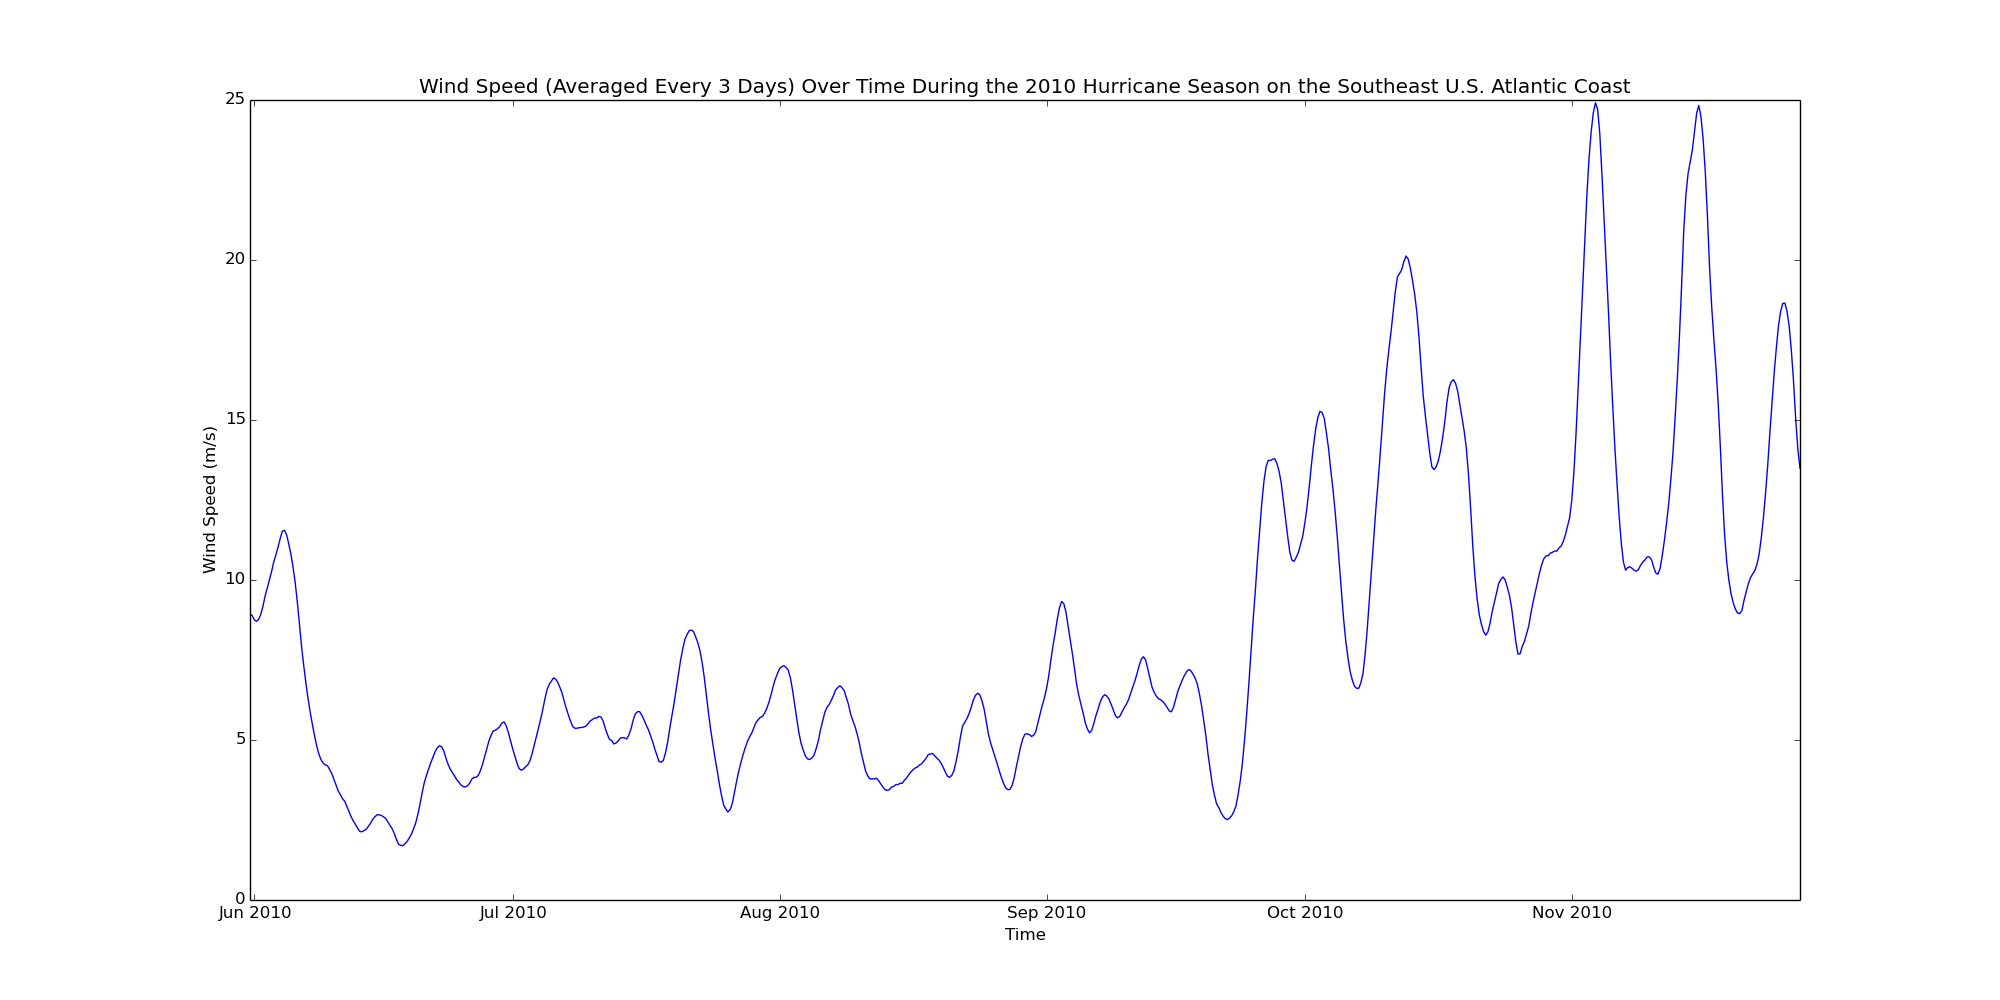 Wind Speed (Averaged Every 3 Days) Over Time During the 2010 Hurricane Season on the Southeast U.S. Atlantic Coast
25
20
15
10
5
0
Wind Speed (m/s)
Jun 2010 Jul 2010 Aug 2010 Sep 2010 Oct 2010 Nov 2010
Time